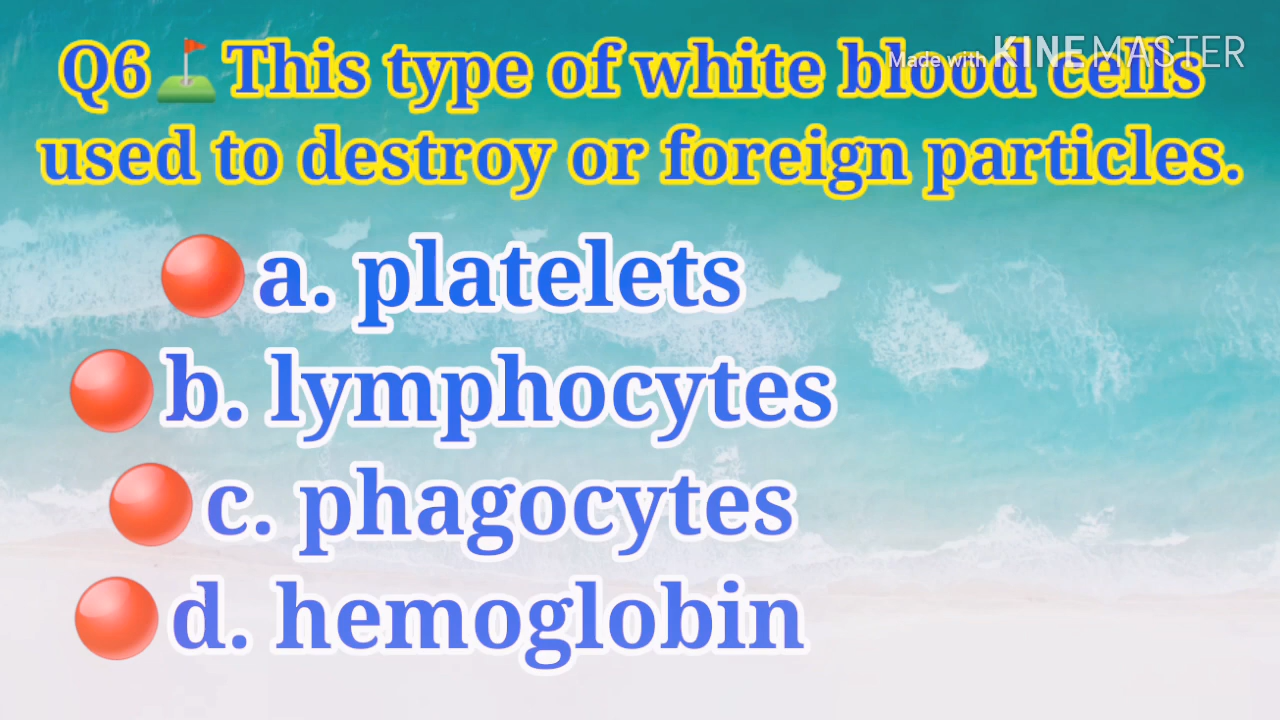 Made with KINEMASTER
Q6⛳This type of white blood cells
used to destroy or foreign particles.
🔴a. platelets
🔴b. lymphocytes
🔴c. phagocytes
🔴d. hemoglobin